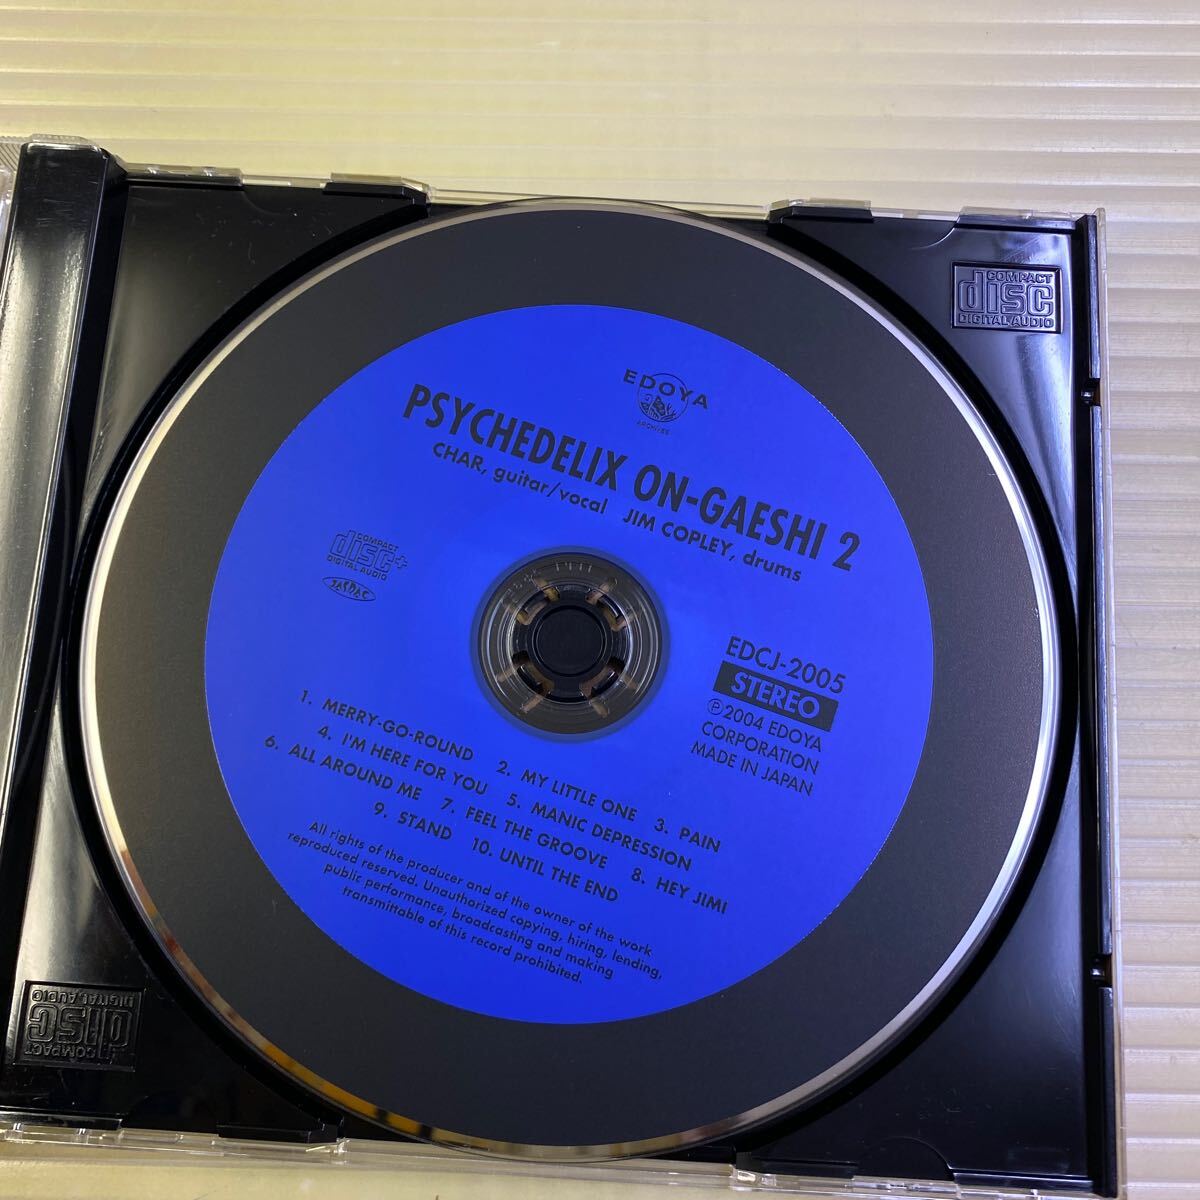 EDOYA
ARCHIVES
PSYCHEDELIX ON-GAESHI 2
CHAR, guitar/vocal JIM COPLEY, drums
COMPACT
disc+
DIGITAL AUDIO
JASRAC
EDCJ-2005
STEREO
Ⓟ2004 EDOYA
CORPORATION
MADE IN JAPAN
1. MERRY-GO-ROUND 2. MY LITTLE ONE 3. PAIN
4. I'M HERE FOR YOU 5. MANIC DEPRESSION
6. ALL AROUND ME 7. FEEL THE GROOVE 8. HEY JIMI
9. STAND 10. UNTIL THE END
All rights of the producer and of the owner of the work
reproduced reserved. Unauthorized copying, hiring, lending,
public performance, broadcasting and making
transmittable of this record prohibited.
COMPACT
disc
DIGITAL AUDIO
COMPACT
disc
DIGITAL AUDIO